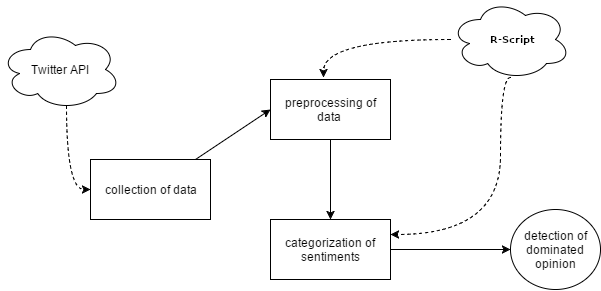 R-Script
Twitter API
preprocessing of
data
collection of data
categorization of
sentiments
detection of
dominated
opinion